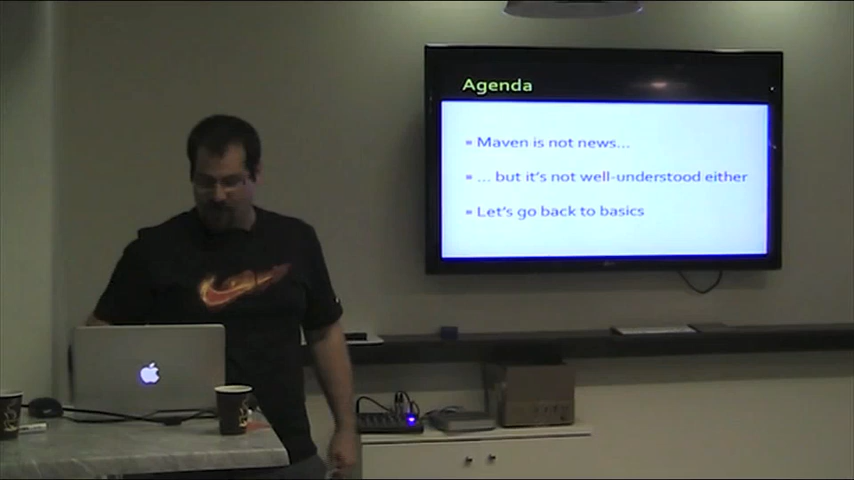 Agenda
Maven is not news...
... but it's not well-understood either
Let's go back to basics